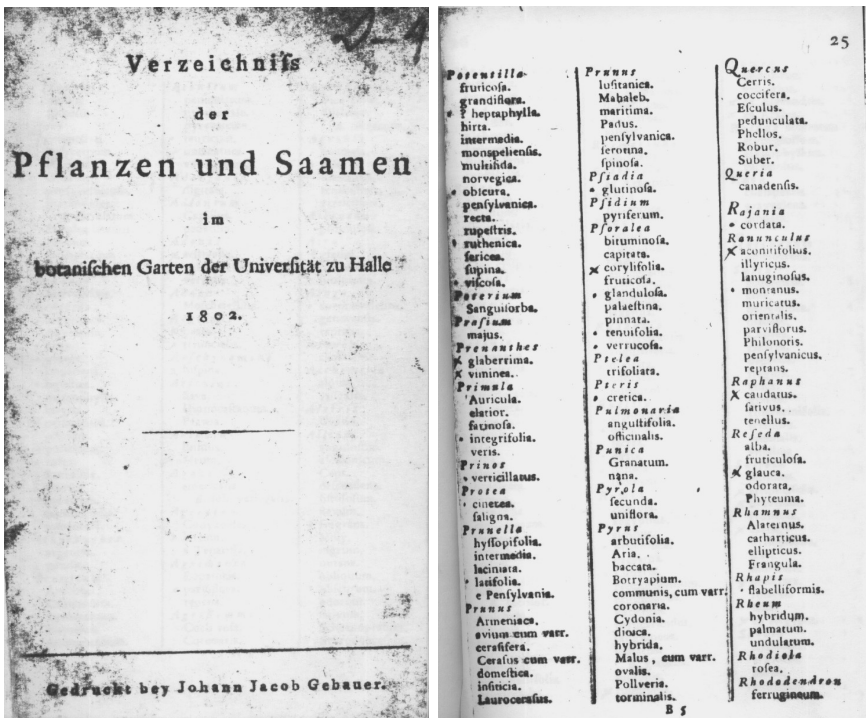 Verzeichniſs
der
Pflanzen und Saamen
im
botaniſchen Garten der Univerſität zu Halle
1802.
Gedruckt bey Johann Jacob Gebauer.
25
Potentilla
fruticoſa.
grandiflora.
? heptaphylla.
hirta.
intermedia.
monspelienſis.
multifida.
norvegica.
obſcura.
penſylvanica.
recta.
rupeſtris.
ruthenica.
ſericea.
ſupina.
viſcoſa.
Poterium
Sanguiſorba.
Praſium
majus.
Prenanthes
glaberrima.
viminea.
Primula
Auricula.
elatior.
farinoſa.
integrifolia.
veris.
Prinos
verticillatus.
Protea
cinerea.
ſaligna.
Prunella
hyſſopifolia.
intermedia.
laciniata.
latifolia.
e Penſylvania.
Prunus
Armeniaca.
avium cum varr.
ceraſifera.
Ceraſus cum varr.
domeſtica.
inſiticia.
Lauroceraſus.
Prunus
luſitanica.
Mahaleb.
maritima.
Padus.
penſylvanica.
ſerotina.
ſpinoſa.
Pſiadia
glutinoſa.
Pſidium
pyriferum.
Pſoralea
bituminoſa.
capitata.
corylifolia.
fruticoſa.
glanduloſa.
palaeſtina.
pinnata.
tenuifolia.
verrucoſa.
Ptelea
trifoliata.
Pteris
cretica.
Pulmonaria
anguſtifolia.
officinalis.
Punica
Granatum.
nana.
Pyrola
ſecunda.
uniflora.
Pyrus
arbutifolia.
Aria.
baccata.
Botryapium.
communis, cum varr.
coronaria.
Cydonia.
dioica.
hybrida.
Malus, cum varr.
ovalis.
Pollveria.
torminalis.
B 5
Quercus
Cerris.
coccifera.
Eſculus.
pedunculata.
Phellos.
Robur.
Suber.
Queria
canadenſis.
Rajania
cordata.
Ranunculus
aconitifolius.
illyricus.
lanuginoſus.
montanus.
muricatus.
orientalis.
parviflorus.
Philonotis.
penſylvanicus.
reptans.
Raphanus
caudatus.
ſativus.
tenellus.
Reſeda
alba.
fruticuloſa.
glauca.
odorata.
Phyteuma.
Rhamnus
Alaternus.
catharticus.
ellipticus.
Frangula.
Rhapis
flabelliformis.
Rheum
hybridum.
palmatum.
undulatum.
Rhodiola
roſea.
Rhododendron
ferrugineum.